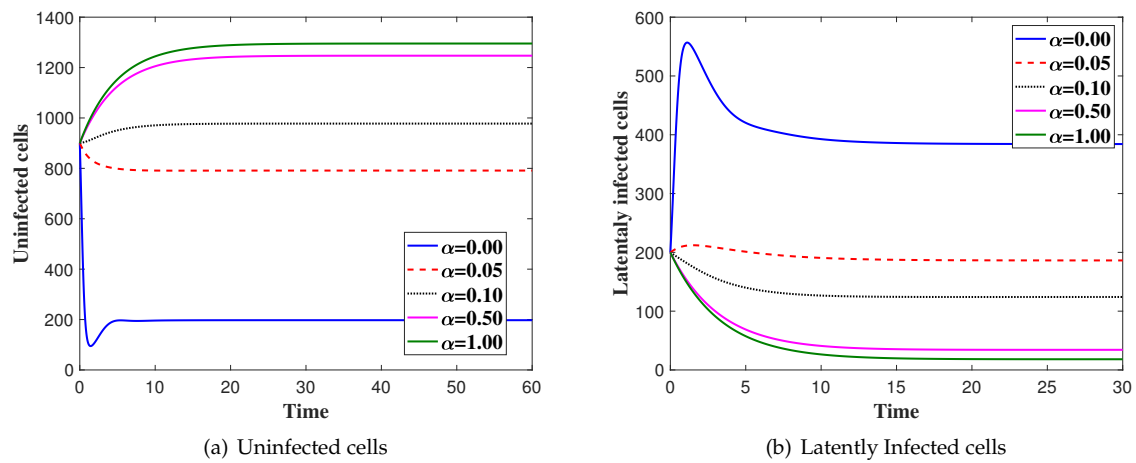 1400
1200
1000
800
600
400
200
0
0 10 20 30 40 50 60
Uninfected cells
Time
α=0.00
α=0.05
α=0.10
α=0.50
α=1.00
(a) Uninfected cells
600
500
400
300
200
100
0
0 5 10 15 20 25 30
Latentaly infected cells
Time
α=0.00
α=0.05
α=0.10
α=0.50
α=1.00
(b) Latently Infected cells